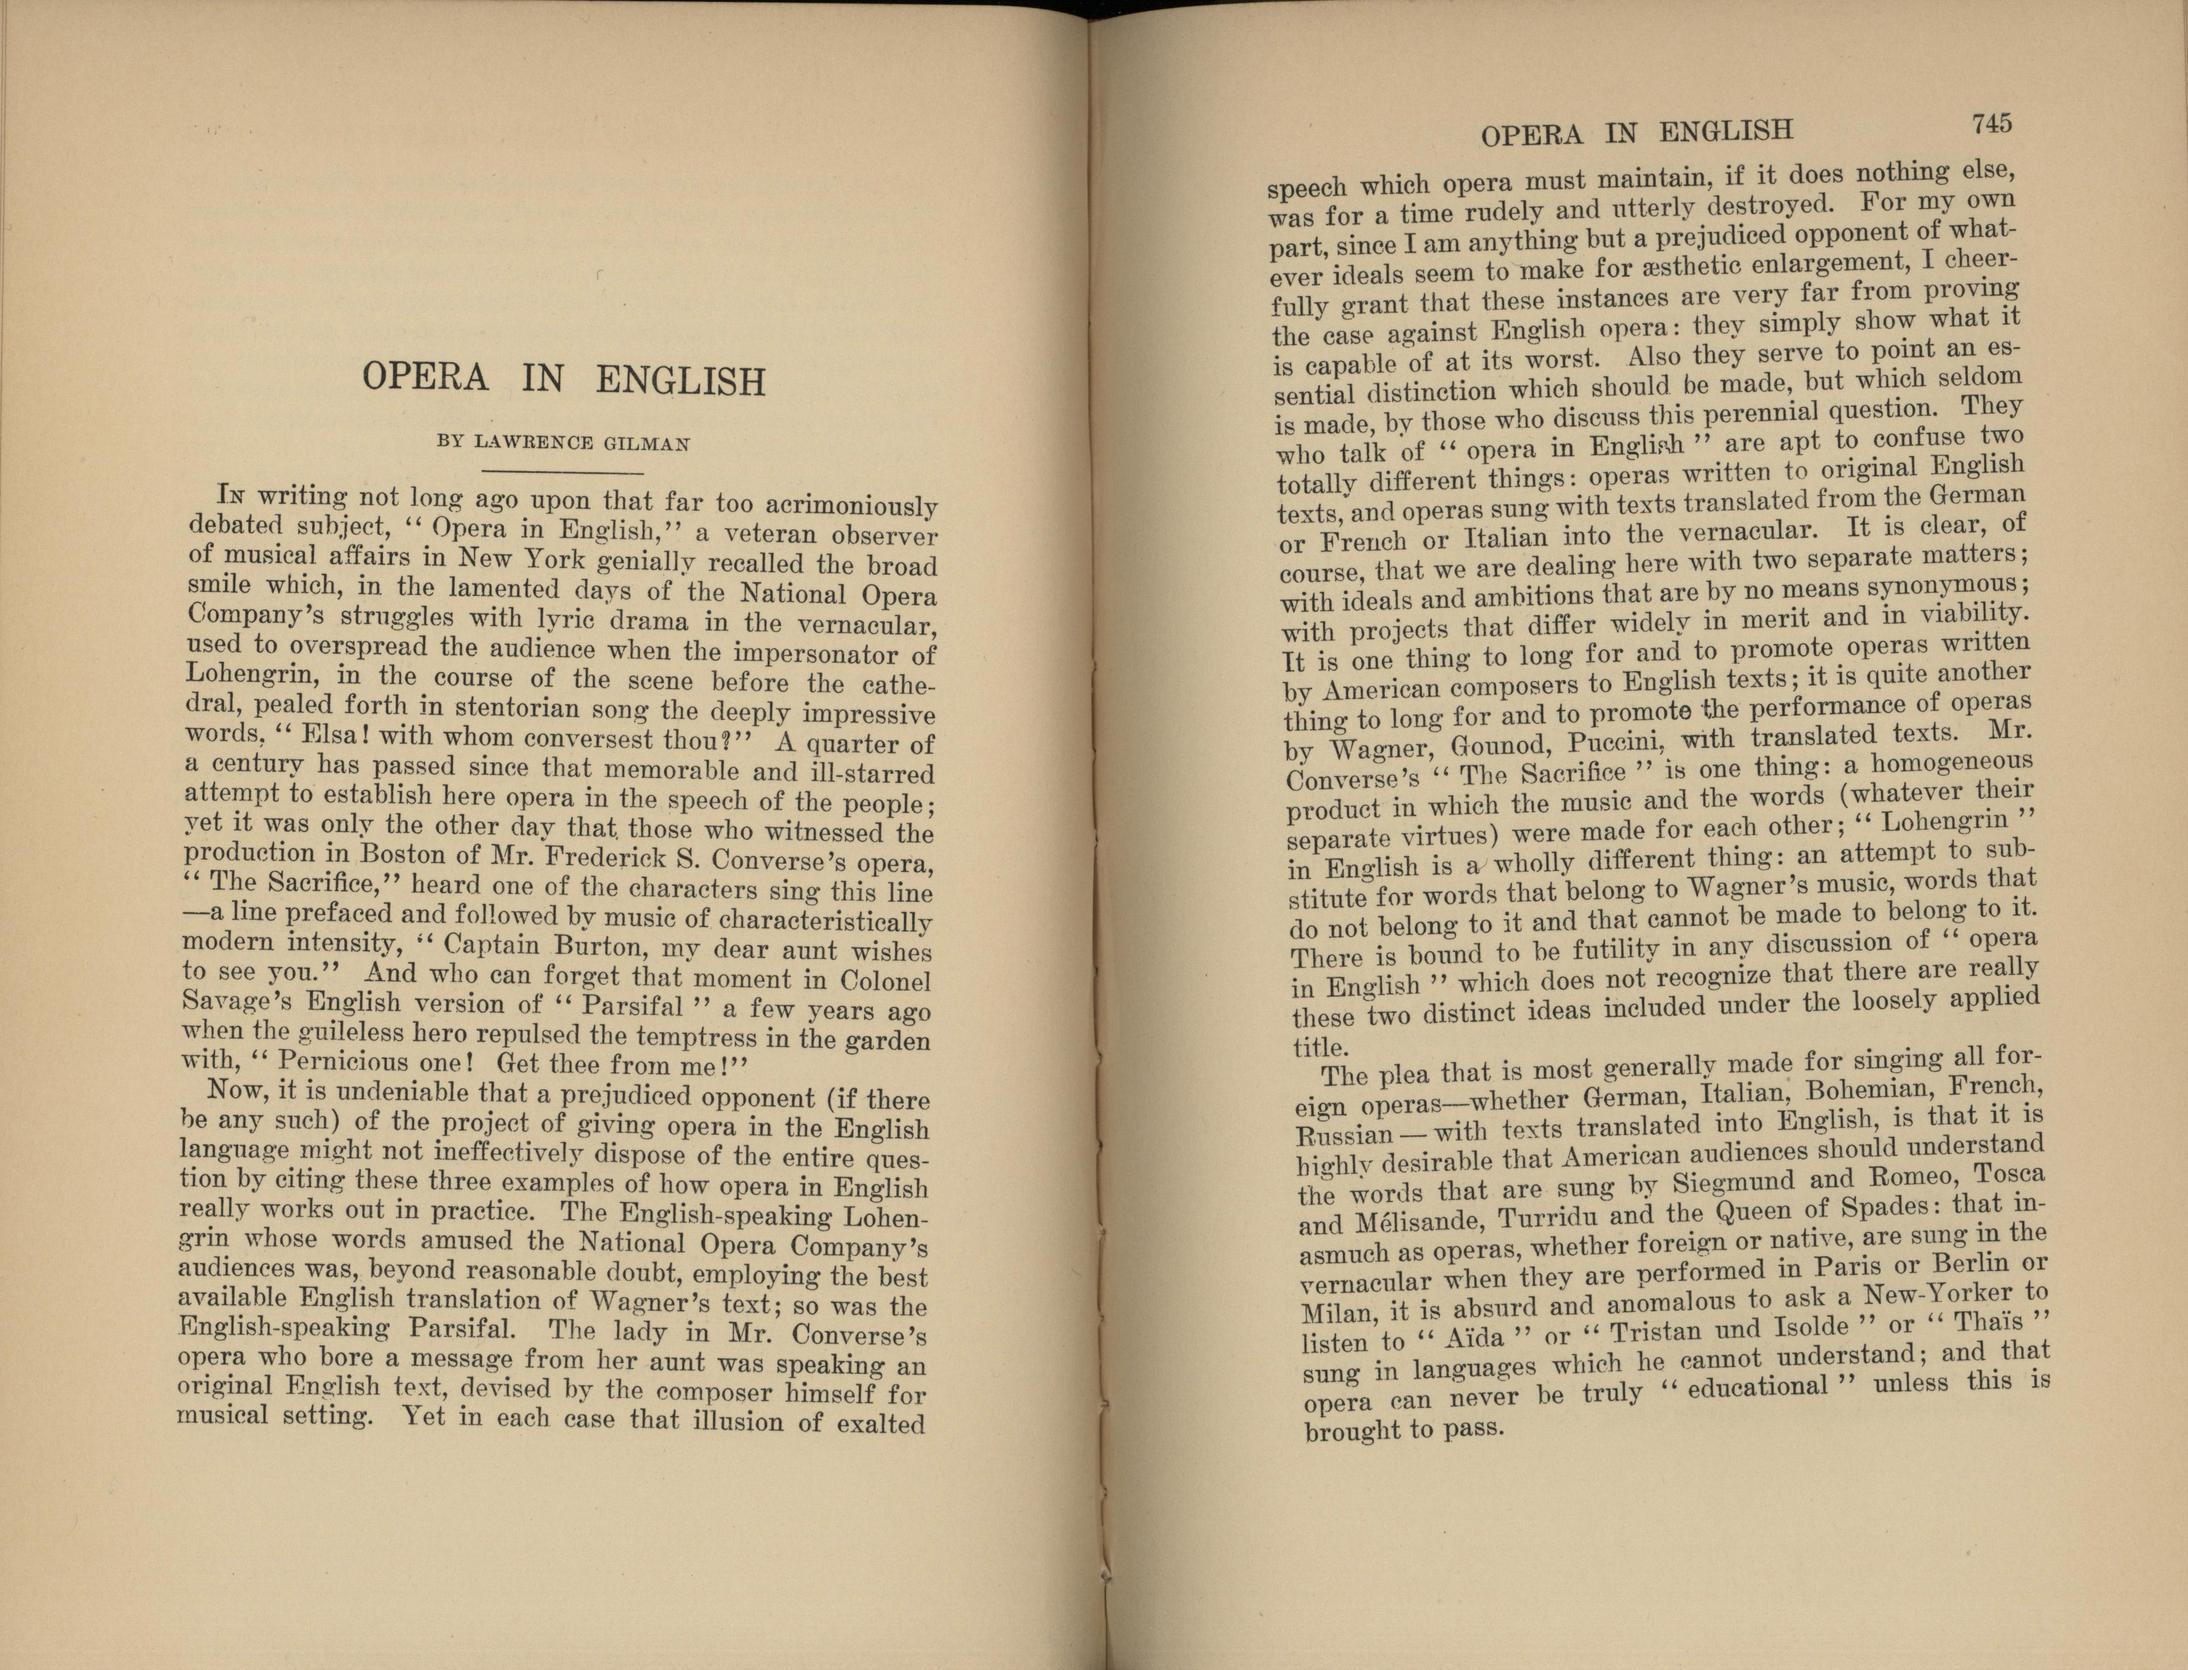 OPERA IN ENGLISH
BY LAWRENCE GILMAN
In writing not long ago upon that far too acrimoniously
debated subject, “ Opera in English,” a veteran observer
of musical affairs in New York genially recalled the broad
smile which, in the lamented days of the National Opera
Company’s struggles with lyric drama in the vernacular,
used to overspread the audience when the impersonator of
Lohengrin, in the course of the scene before the cathe-
dral, pealed forth in stentorian song the deeply impressive
words, “ Elsa! with whom conversest thou?” A quarter of
a century has passed since that memorable and ill-starred
attempt to establish here opera in the speech of the people;
yet it was only the other day that those who witnessed the
production in Boston of Mr. Frederick S. Converse’s opera,
“ The Sacrifice,” heard one of the characters sing this line
—a line prefaced and followed by music of characteristically
modern intensity, “ Captain Burton, my dear aunt wishes
to see you.” And who can forget that moment in Colonel
Savage’s English version of “ Parsifal ” a few years ago
when the guileless hero repulsed the temptress in the garden
with, “ Pernicious one! Get thee from me!”
Now, it is undeniable that a prejudiced opponent (if there
be any such) of the project of giving opera in the English
language might not ineffectively dispose of the entire ques-
tion by citing these three examples of how opera in English
really works out in practice. The English-speaking Lohen-
grin whose words amused the National Opera Company’s
audiences was, beyond reasonable doubt, employing the best
available English translation of Wagner’s text; so was the
English-speaking Parsifal. The lady in Mr. Converse’s
opera who bore a message from her aunt was speaking an
original English text, devised by the composer himself for
musical setting. Yet in each case that illusion of exalted
OPERA IN ENGLISH 745
speech which opera must maintain, if it does nothing else,
was for a time rudely and utterly destroyed. For my own
part, since I am anything but a prejudiced opponent of what-
ever ideals seem to make for æsthetic enlargement, I cheer-
fully grant that these instances are very far from proving
the case against English opera: they simply show what it
is capable of at its worst. Also they serve to point an es-
sential distinction which should be made, but which seldom
is made, by those who discuss this perennial question. They
who talk of “ opera in English ” are apt to confuse two
totally different things: operas written to original English
texts, and operas sung with texts translated from the German
or French or Italian into the vernacular. It is clear, of
course, that we are dealing here with two separate matters;
with ideals and ambitions that are by no means synonymous;
with projects that differ widely in merit and in viability.
It is one thing to long for and to promote operas written
by American composers to English texts; it is quite another
thing to long for and to promote the performance of operas
by Wagner, Gounod, Puccini, with translated texts. Mr.
Converse’s “ The Sacrifice ” is one thing: a homogeneous
product in which the music and the words (whatever their
separate virtues) were made for each other; “ Lohengrin ”
in English is a wholly different thing: an attempt to sub-
stitute for words that belong to Wagner’s music, words that
do not belong to it and that cannot be made to belong to it.
There is bound to be futility in any discussion of “ opera
in English ” which does not recognize that there are really
these two distinct ideas included under the loosely applied
title.
The plea that is most generally made for singing all for-
eign operas—whether German, Italian, Bohemian, French,
Russian — with texts translated into English, is that it is
highly desirable that American audiences should understand
the words that are sung by Siegmund and Romeo, Tosca
and Mélisande, Turridu and the Queen of Spades: that in-
asmuch as operas, whether foreign or native, are sung in the
vernacular when they are performed in Paris or Berlin or
Milan, it is absurd and anomalous to ask a New-Yorker to
listen to “ Aïda ” or “ Tristan und Isolde ” or “ Thaïs ”
sung in languages which he cannot understand; and that
opera can never be truly “ educational ” unless this is
brought to pass.